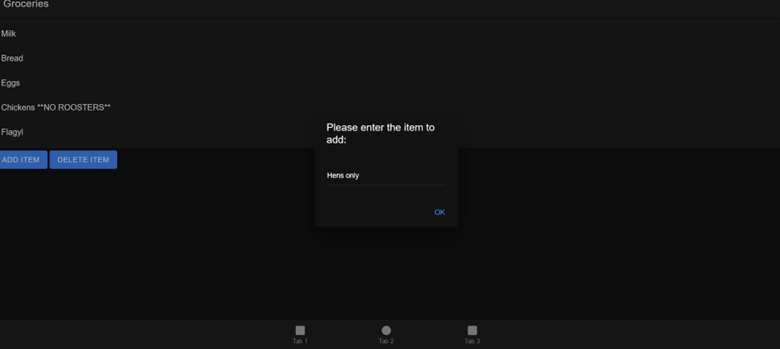 Groceries
Milk
Bread
Eggs
Chickens **NO ROOSTERS**
Flagyl
ADD ITEM DELETE ITEM
Please enter the item to
add:
Hens only
OK
Tab 1 Tab 2 Tab 3